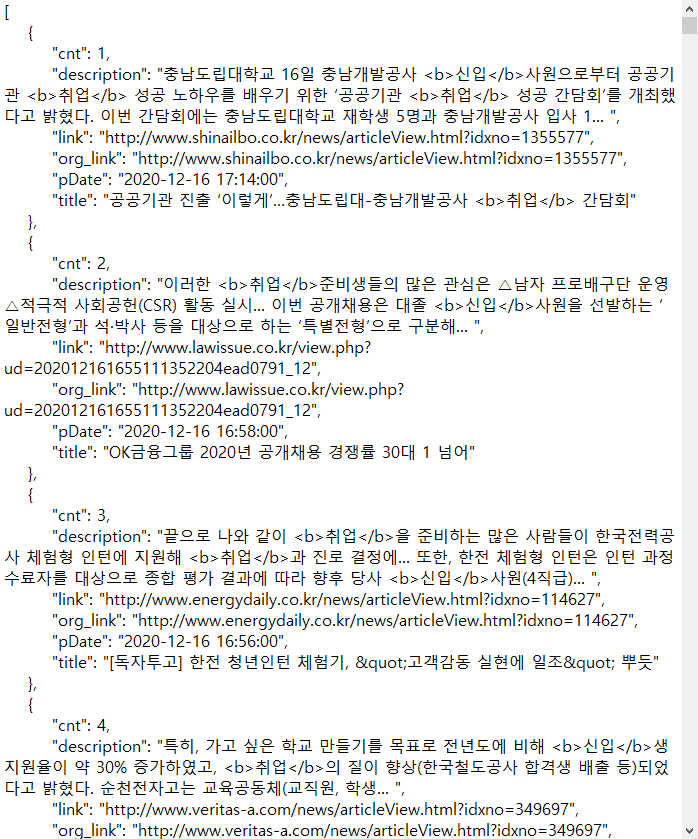 [
{
"cnt": 1,
"description": "충남도립대학교 16일 충남개발공사 <b>신입</b>사원으로부터 공공기
관 <b>취업</b> 성공 노하우를 배우기 위한 ‘공공기관 <b>취업</b> 성공 간담회’를 개최했
다고 밝혔다. 이번 간담회에는 충남도립대학교 재학생 5명과 충남개발공사 입사 1... ",
"link": "http://www.shinailbo.co.kr/news/articleView.html?idxno=1355577",
"org_link": "http://www.shinailbo.co.kr/news/articleView.html?idxno=1355577",
"pDate": "2020-12-16 17:14:00",
"title": "공공기관 진출 ‘이렇게’...충남도립대-충남개발공사 <b>취업</b> 간담회"
},
{
"cnt": 2,
"description": "이러한 <b>취업</b>준비생들의 많은 관심은 △남자 프로배구단 운영
△적극적 사회공헌(CSR) 활동 실시... 이번 공개채용은 대졸 <b>신입</b>사원을 선발하는 ‘
일반전형’과 석·박사 등을 대상으로 하는 ‘특별전형’으로 구분해... ",
"link": "http://www.lawissue.co.kr/view.php?
ud=202012161655111352204ead0791_12",
"org_link": "http://www.lawissue.co.kr/view.php?
ud=202012161655111352204ead0791_12",
"pDate": "2020-12-16 16:58:00",
"title": "OK금융그룹 2020년 공개채용 경쟁률 30대 1 넘어"
},
{
"cnt": 3,
"description": "끝으로 나와 같이 <b>취업</b>을 준비하는 많은 사람들이 한국전력공
사 체험형 인턴에 지원해 <b>취업</b>과 진로 결정에... 또한, 한전 체험형 인턴은 인턴 과정
수료자를 대상으로 종합 평가 결과에 따라 향후 당사 <b>신입</b>사원(4직급)... ",
"link": "http://www.energydaily.co.kr/news/articleView.html?idxno=114627",
"org_link": "http://www.energydaily.co.kr/news/articleView.html?idxno=114627",
"pDate": "2020-12-16 16:56:00",
"title": "[독자투고] 한전 청년인턴 체험기, &quot;고객감동 실현에 일조&quot; 뿌듯"
},
{
"cnt": 4,
"description": "특히, 가고 싶은 학교 만들기를 목표로 전년도에 비해 <b>신입</b>생
지원율이 약 30% 증가하였고, <b>취업</b>의 질이 향상(한국철도공사 합격생 배출 등)되었
다고 밝혔다. 순천전자고는 교육공동체(교직원, 학생... ",
"link": "http://www.veritas-a.com/news/articleView.html?idxno=349697",
"org_link": "http://www.veritas-a.com/news/articleView.html?idxno=349697",